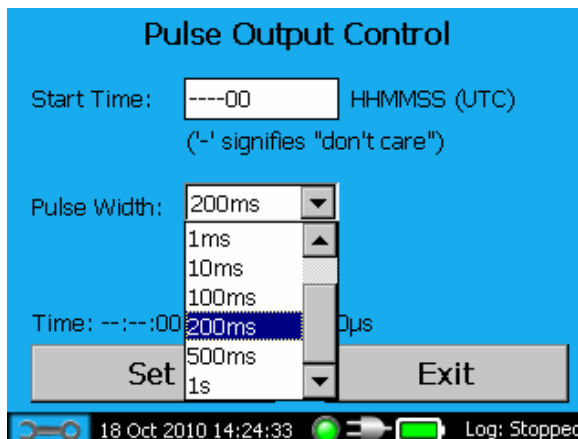 Pulse Output Control
Start Time: ----00 HHMMSS (UTC)
('-' signifies "don't care")
Pulse Width: 200ms
1ms
10ms
100ms
Time: --:--:00 200ms 0µs
500ms
Set 1s Exit
18 Oct 2010 14:24:33 Log: Stopped